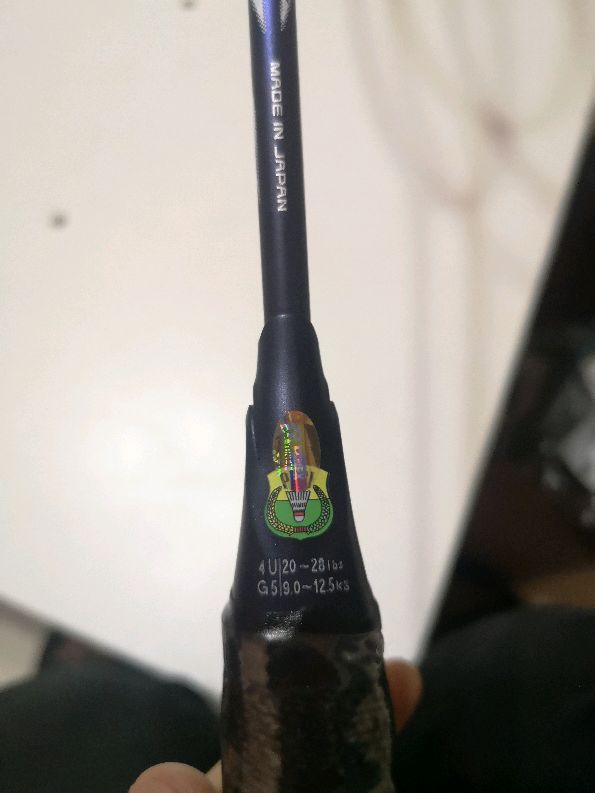 MADE IN JAPAN
4U 20~28lbs
G5 9.0~12.5kg